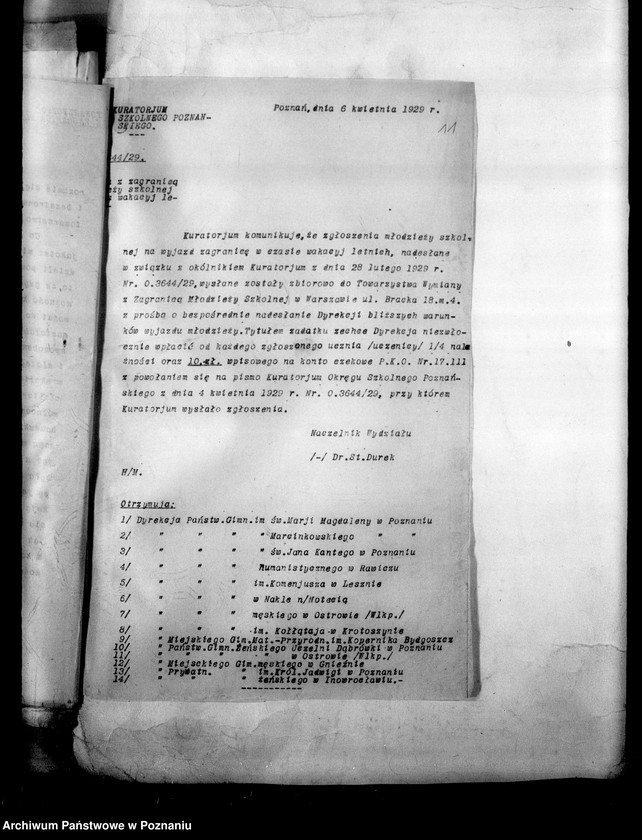 KURATORJUM
SZKOLNEGO POZNAŃ-
SKIEGO.
Poznań, dnia 6 kwietnia 1929 r.
11
44/29.
z zagranicą
ży szkolnej
wakacyj le-
Kuratorjum komunikuje, że zgłoszenia młodzieży szkol-
nej na wyjazd zagranicę w czasie wakacyj letnich, nadesłane
w związku z okólnikiem Kuratorjum z dnia 28 lutego 1929 r.
Nr. O.3644/29, wysłane zostały zbiorowo do Towarzystwa Wymiany
z Zagranicą Młodzieży Szkolnej w Warszawie ul. Bracka 18.m.4.
z prośbą o bezpośrednie nadesłanie Dyrekcji bliższych warun-
ków wyjazdu młodzieży. Tytułem zadatku zechce Dyrekcja niezwło-
cznie wpłacić od każdego zgłoszonego ucznia /uczenicy/ 1/4 nale
żności oraz 10.zł. wpisowego na konto czekowe P.K.O. Nr.17.111
z powołaniem się na pismo Kuratorjum Okręgu Szkolnego Poznań-
skiego z dnia 4 kwietnia 1929 r. Nr. O.3644/29, przy którem
Kuratorjum wysłało zgłoszenia.
Naczelnik Wydziału
/-/ Dr.St.Durek
H/M.
Otrzymują:
1/ Dyrekcja Państw.Gimn.im św.Marji Magdaleny w Poznaniu
2/ " " " " Marcinkowskiego " "
3/ " " " " św.Jana Kantego w Poznaniu
4/ " " " humanistycznego w Rawiczu
5/ " " " im.Komenjusza w Lesznie
6/ " " " w Nakle n/Notecią
7/ " " " męskiego w Ostrowie /Wlkp./
8/ " " " im. Kołłątaja w Krotoszynie
9/ " Miejskiego Gim.Mat.-Przyrodn.im.Kopernika Bydgoszcz
10/ " Państw.Gimn.Żeńskiego Uczelni Dąbrówki w Poznaniu
11/ " " " " w Ostrowie /Wlkp./
12/ " Miejskiego Gim.męskiego w Gnieźnie
13/ " Prywatn. " im.Król.Jadwigi w Poznaniu
14/ " " żeńskiego w Inowrocławiu.-
Archiwum Państwowe w Poznaniu